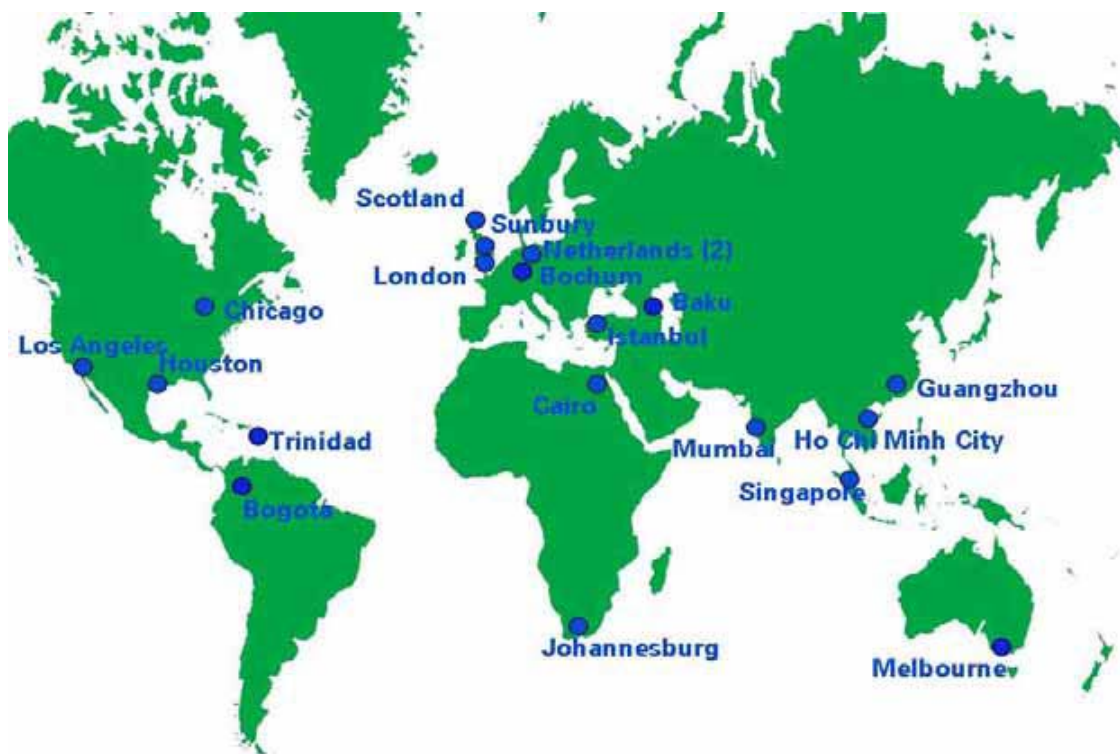 Scotland
Sunbury
Netherlands (2)
London
Bochum
Chicago
Baku
Istanbul
Los Angeles
Houston
Cairo
Guangzhou
Trinidad
Mumbai
Ho Chi Minh City
Singapore
Bogota
Johannesburg
Melbourne